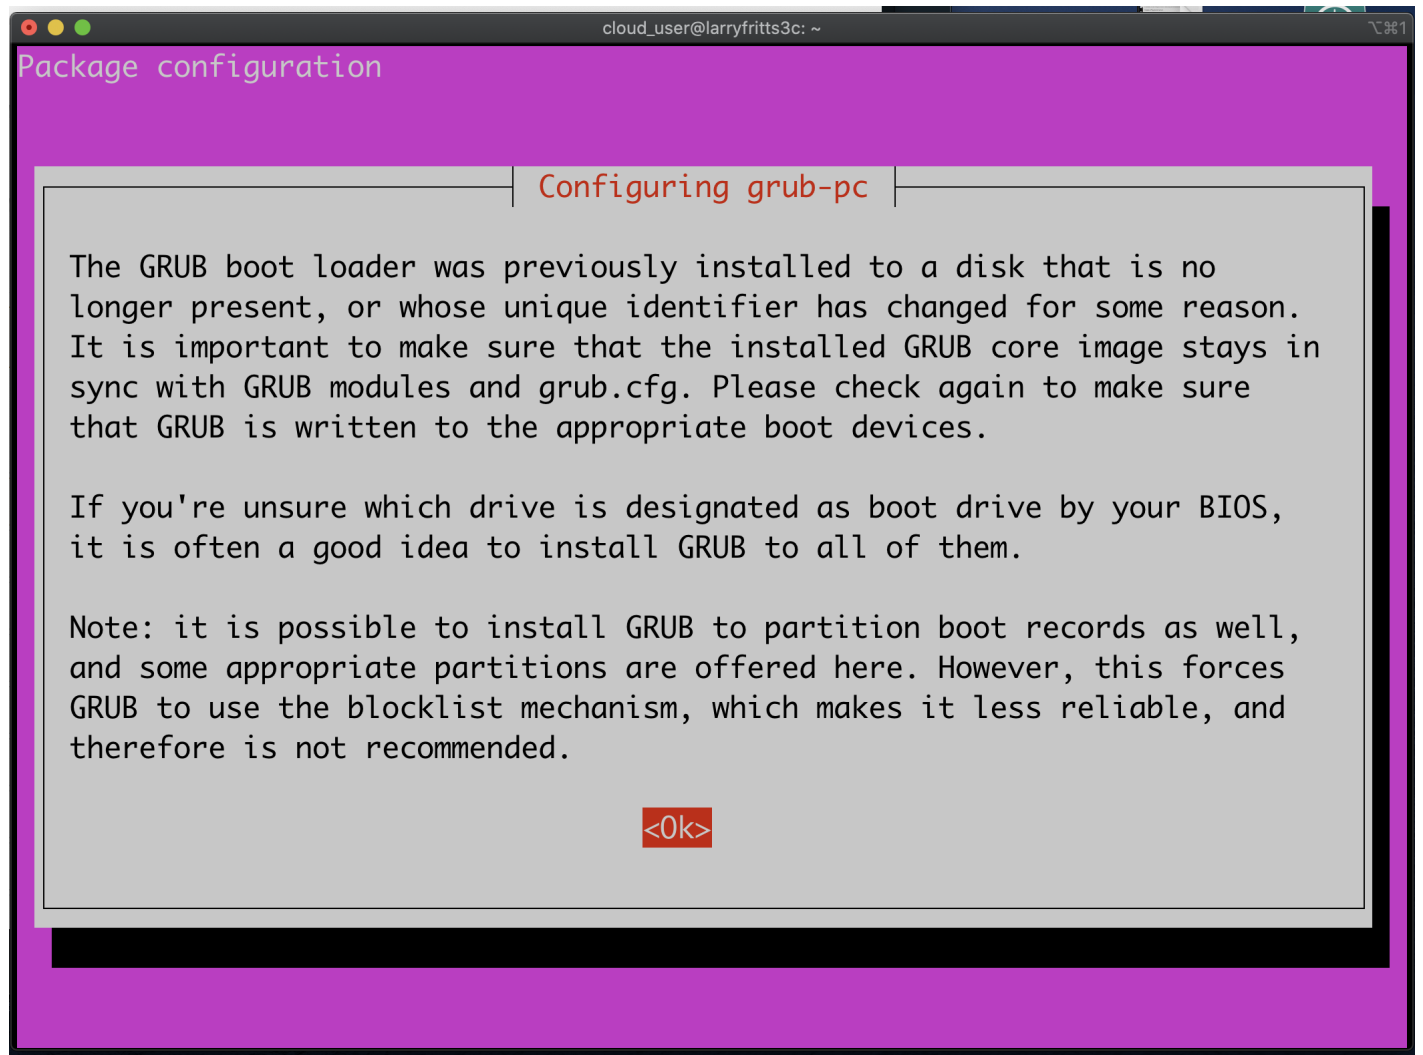 cloud_user@larryfritts3c: ~
⌥⌘1
Package configuration
Configuring grub-pc
The GRUB boot loader was previously installed to a disk that is no
longer present, or whose unique identifier has changed for some reason.
It is important to make sure that the installed GRUB core image stays in
sync with GRUB modules and grub.cfg. Please check again to make sure
that GRUB is written to the appropriate boot devices.
If you're unsure which drive is designated as boot drive by your BIOS,
it is often a good idea to install GRUB to all of them.
Note: it is possible to install GRUB to partition boot records as well,
and some appropriate partitions are offered here. However, this forces
GRUB to use the blocklist mechanism, which makes it less reliable, and
therefore is not recommended.
<Ok>